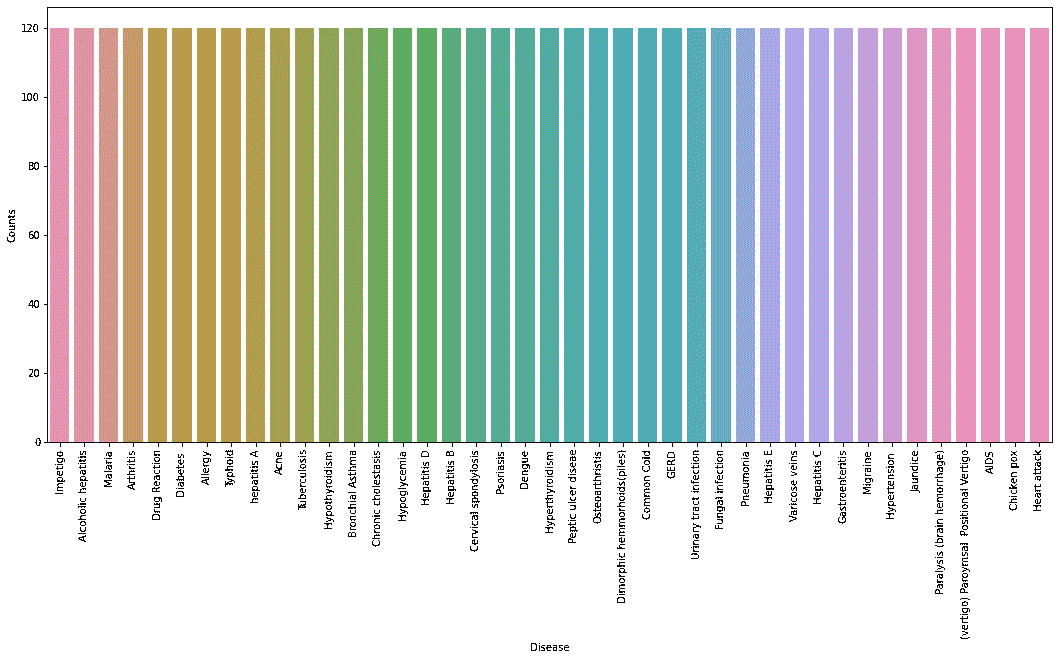 120
100
80
60
40
20
0
Counts
Impetigo
Alcoholic hepatitis
Malaria
Arthritis
Drug Reaction
Diabetes
Allergy
Typhoid
hepatitis A
Acne
Tuberculosis
Hypothyroidism
Bronchial Asthma
Chronic cholestasis
Hypoglycemia
Hepatitis D
Hepatitis B
Cervical spondylosis
Psoriasis
Dengue
Hyperthyroidism
Peptic ulcer diseae
Osteoarthristis
Dimorphic hemmorhoids(piles)
Common Cold
GERD
Urinary tract infection
Fungal infection
Pneumonia
Hepatitis E
Varicose veins
Hepatitis C
Gastroenteritis
Migraine
Hypertension
Jaundice
Paralysis (brain hemorrhage)
(vertigo) Paroymsal  Positional Vertigo
AIDS
Chicken pox
Heart attack
Disease